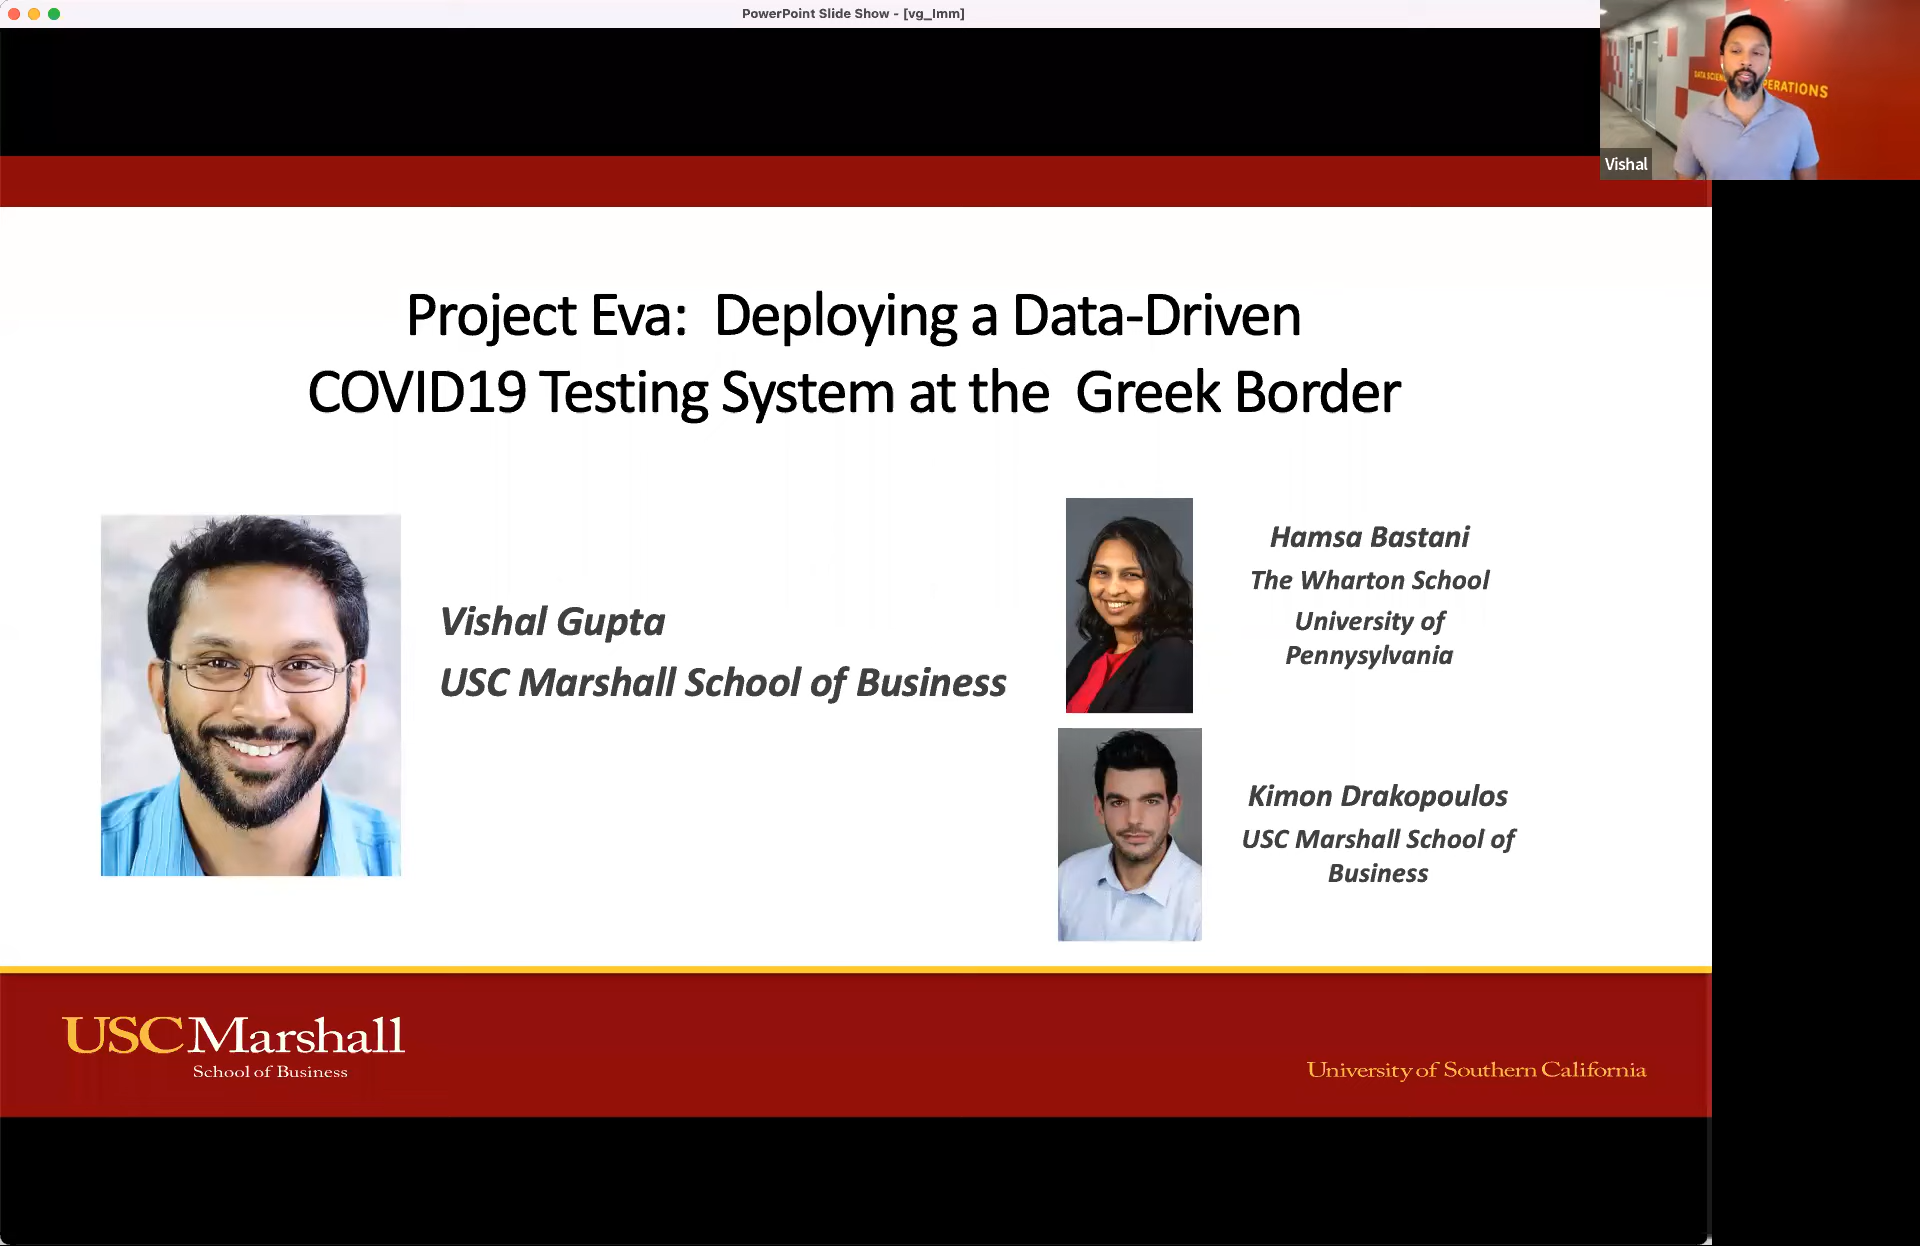 PowerPoint Slide Show - [vg_Imm]
Vishal
Project Eva: Deploying a Data-Driven
COVID19 Testing System at the Greek Border
Vishal Gupta
USC Marshall School of Business
Hamsa Bastani
The Wharton School
University of
Pennysylvania
Kimon Drakopoulos
USC Marshall School of
Business
USC Marshall
School of Business
University of Southern California